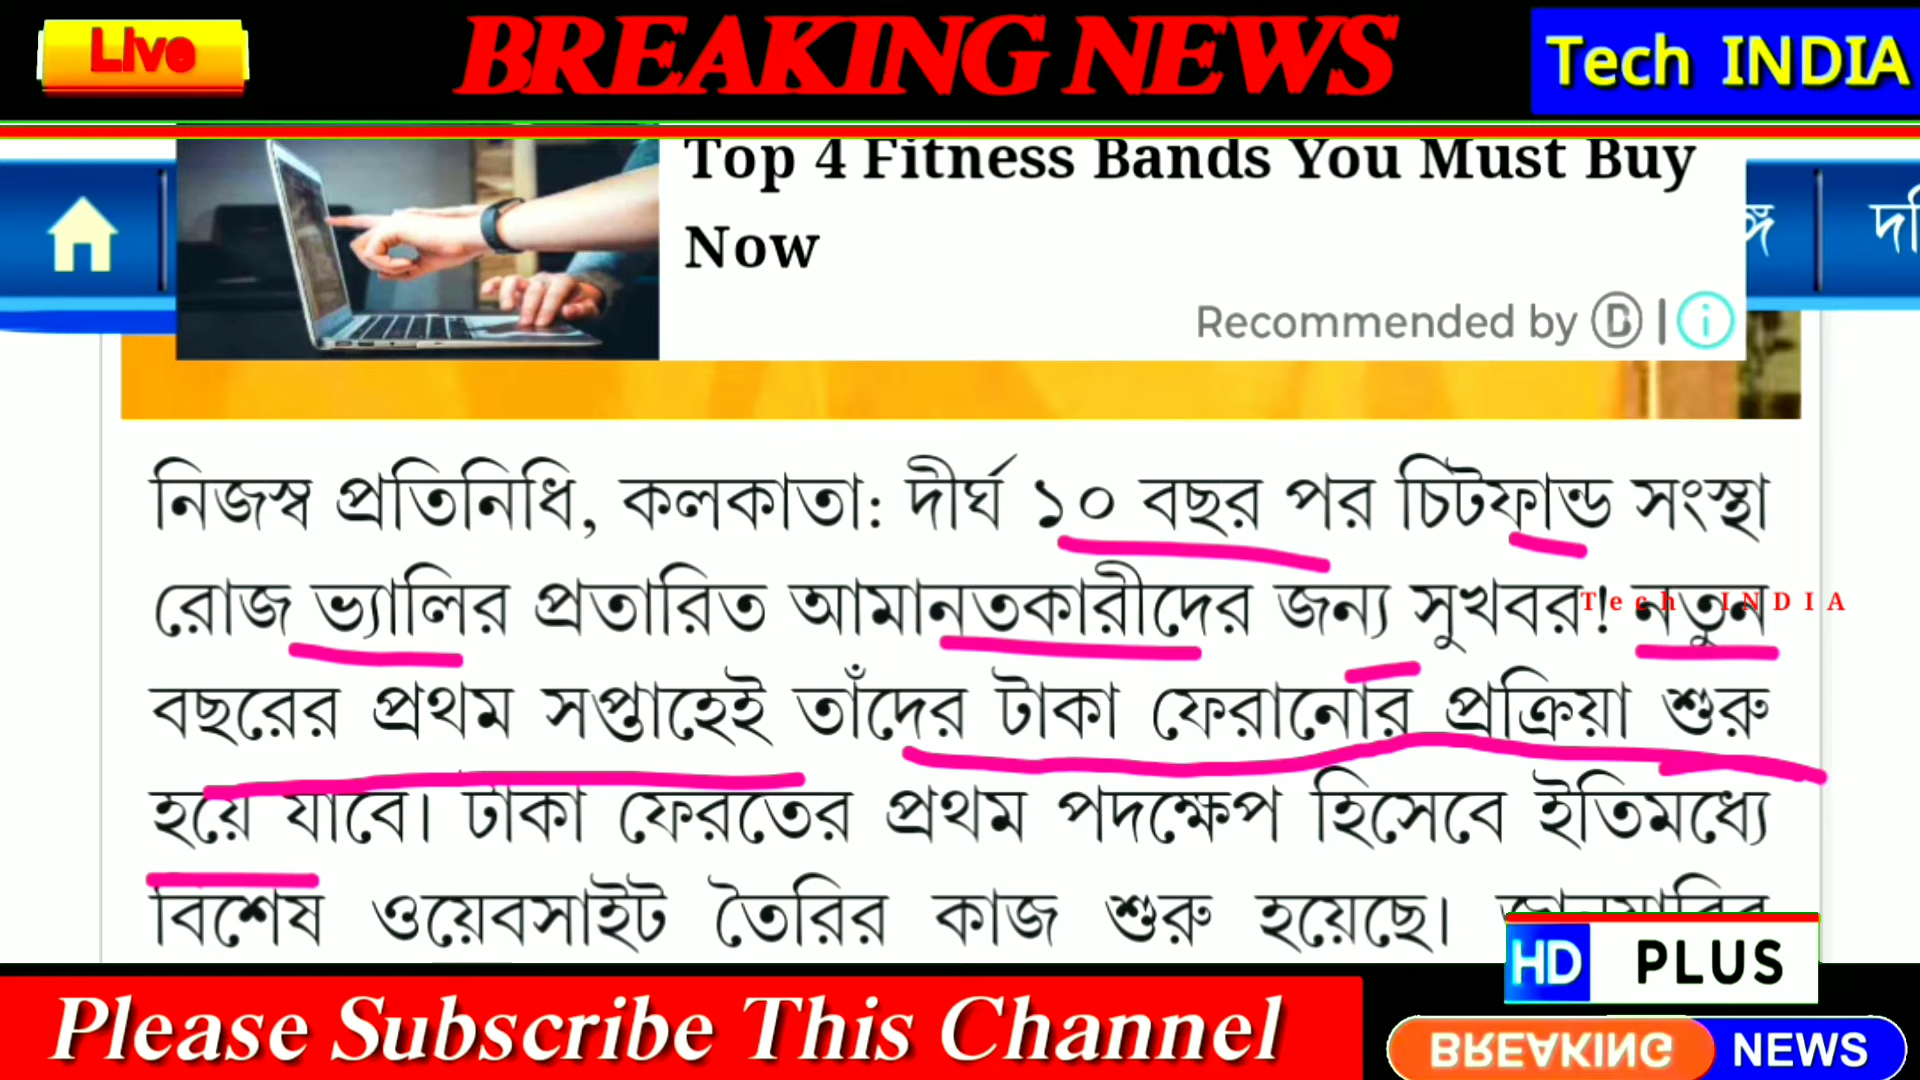 Live
BREAKING NEWS
Tech INDIA
Top 4 Fitness Bands You Must Buy
Now
Recommended by
নিজস্ব প্রতিনিধি, কলকাতা: দীর্ঘ ১০ বছর পর চিটফান্ড সংস্থা
রোজ ভ্যালির প্রতারিত আমানতকারীদের জন্য সুখবর! নতুন
Tech INDIA
বছরের প্রথম সপ্তাহেই তাঁদের টাকা ফেরানোর প্রক্রিয়া শুরু
হয়ে যাবে। টাকা ফেরতের প্রথম পদক্ষেপ হিসেবে ইতিমধ্যে
বিশেষ ওয়েবসাইট তৈরির কাজ শুরু হয়েছে।
HD PLUS
Please Subscribe This Channel
BREAKING NEWS